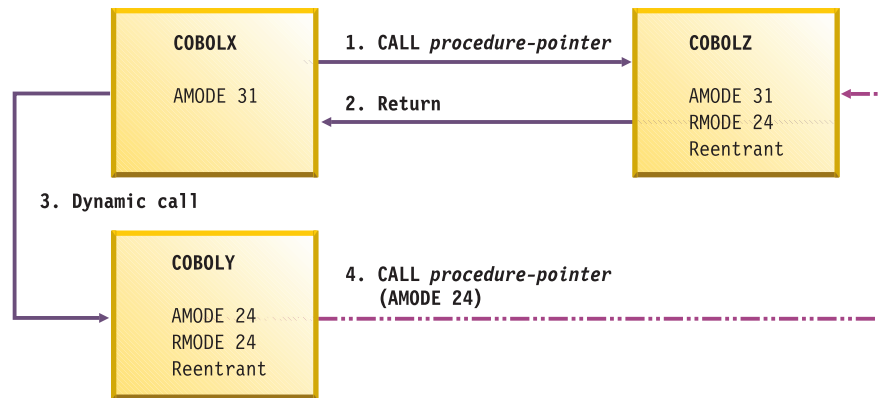 COBOLX
AMODE 31
1. CALL procedure-pointer
2. Return
COBOLZ
AMODE 31
RMODE 24
Reentrant
3. Dynamic call
COBOLY
AMODE 24
RMODE 24
Reentrant
4. CALL procedure-pointer
(AMODE 24)